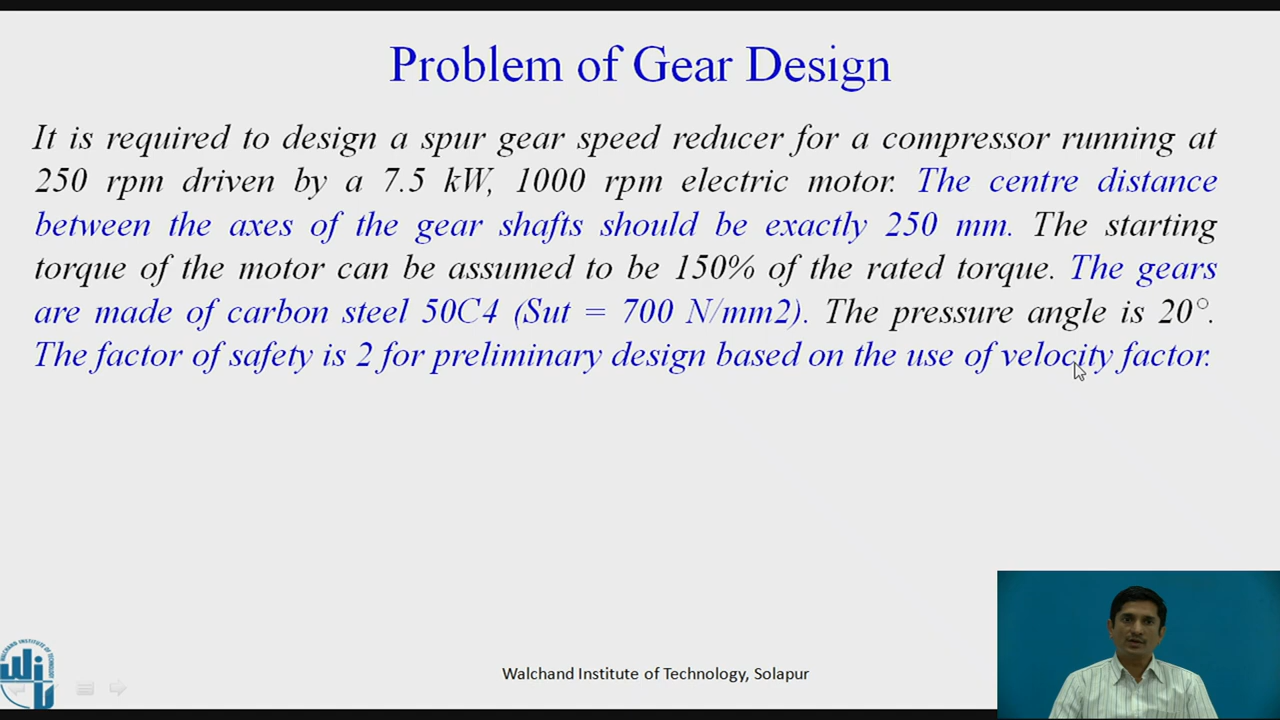 Problem of Gear Design
It is required to design a spur gear speed reducer for a compressor running at
250 rpm driven by a 7.5 kW, 1000 rpm electric motor. The centre distance
between the axes of the gear shafts should be exactly 250 mm. The starting
torque of the motor can be assumed to be 150% of the rated torque. The gears
are made of carbon steel 50C4 (Sut = 700 N/mm2). The pressure angle is 20°.
The factor of safety is 2 for preliminary design based on the use of velocity factor.
WALCHAND INSTITUTE OF TECHNOLOGY
WIT
Walchand Institute of Technology, Solapur